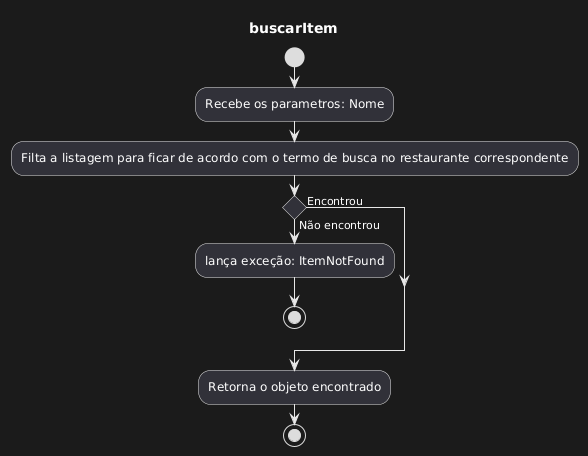 buscarItem
Recebe os parametros: Nome
Filta a listagem para ficar de acordo com o termo de busca no restaurante correspondente
Encontrou
Não encontrou
lança exceção: ItemNotFound
Retorna o objeto encontrado